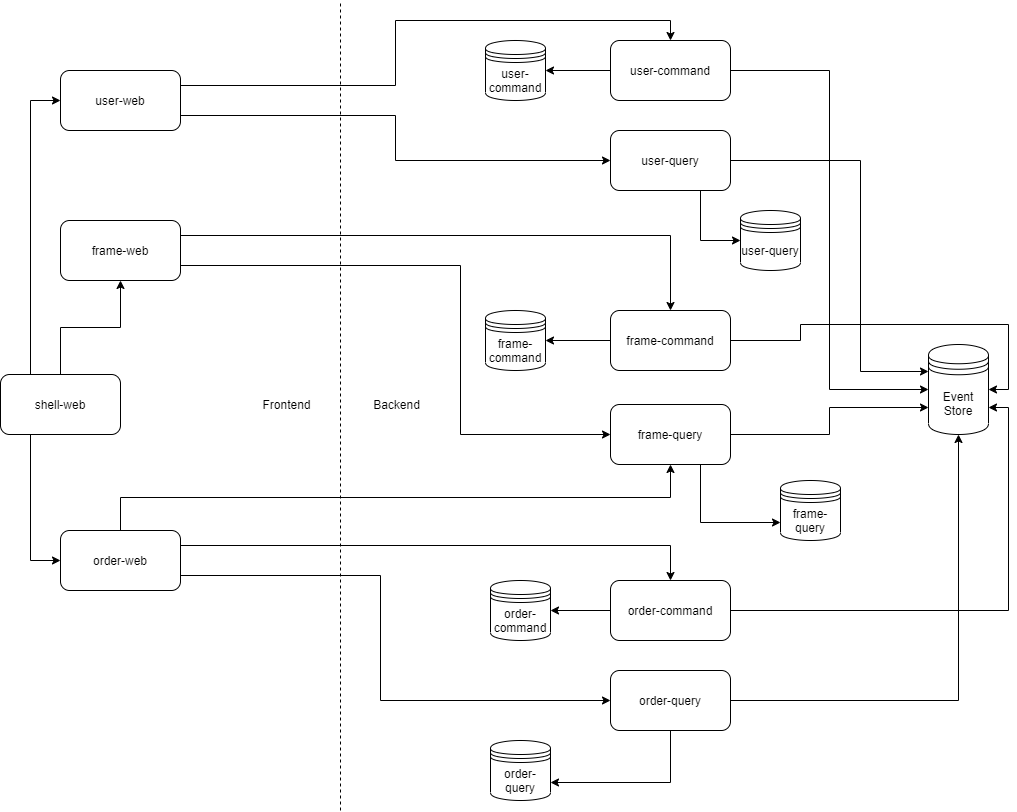 user-
command
user-command
user-web
user-query
frame-web
user-query
frame-
command
frame-command
shell-web
Frontend
Backend
Event
Store
frame-query
frame-
query
order-web
order-
command
order-command
order-query
order-
query